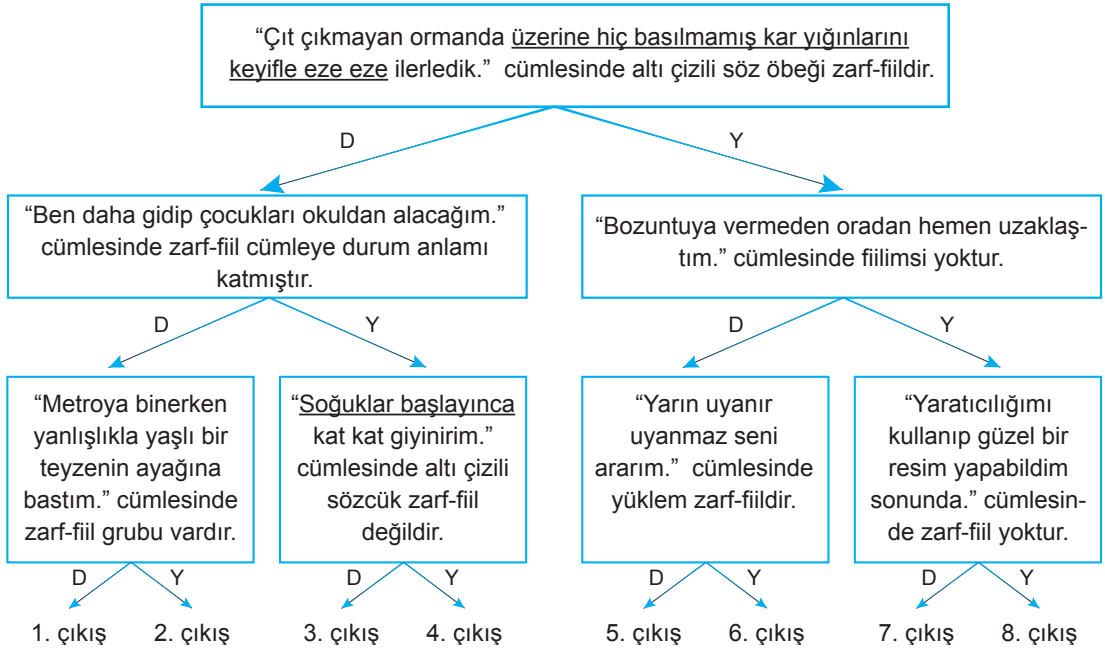 “Çıt çıkmayan ormanda üzerine hiç basılmamış kar yığınlarını
keyifle eze eze ilerledik.” cümlesinde altı çizili söz öbeği zarf-fiildir.
D
Y
“Ben daha gidip çocukları okuldan alacağım.”
cümlesinde zarf-fiil cümleye durum anlamı
katmıştır.
“Bozuntuya vermeden oradan hemen uzaklaş-
tım.” cümlesinde fiilimsi yoktur.
D
Y
D
Y
“Metroya binerken
yanlışlıkla yaşlı bir
teyzenin ayağına
bastım.” cümlesinde
zarf-fiil grubu vardır.
“Soğuklar başlayınca
kat kat giyinirim.”
cümlesinde altı çizili
sözcük zarf-fiil
değildir.
“Yarın uyanır
uyanmaz seni
ararım.” cümlesinde
yüklem zarf-fiildir.
“Yaratıcılığımı
kullanıp güzel bir
resim yapabildim
sonunda.” cümlesin-
de zarf-fiil yoktur.
D
Y
D
Y
D
Y
D
Y
1. çıkış
2. çıkış
3. çıkış
4. çıkış
5. çıkış
6. çıkış
7. çıkış
8. çıkış